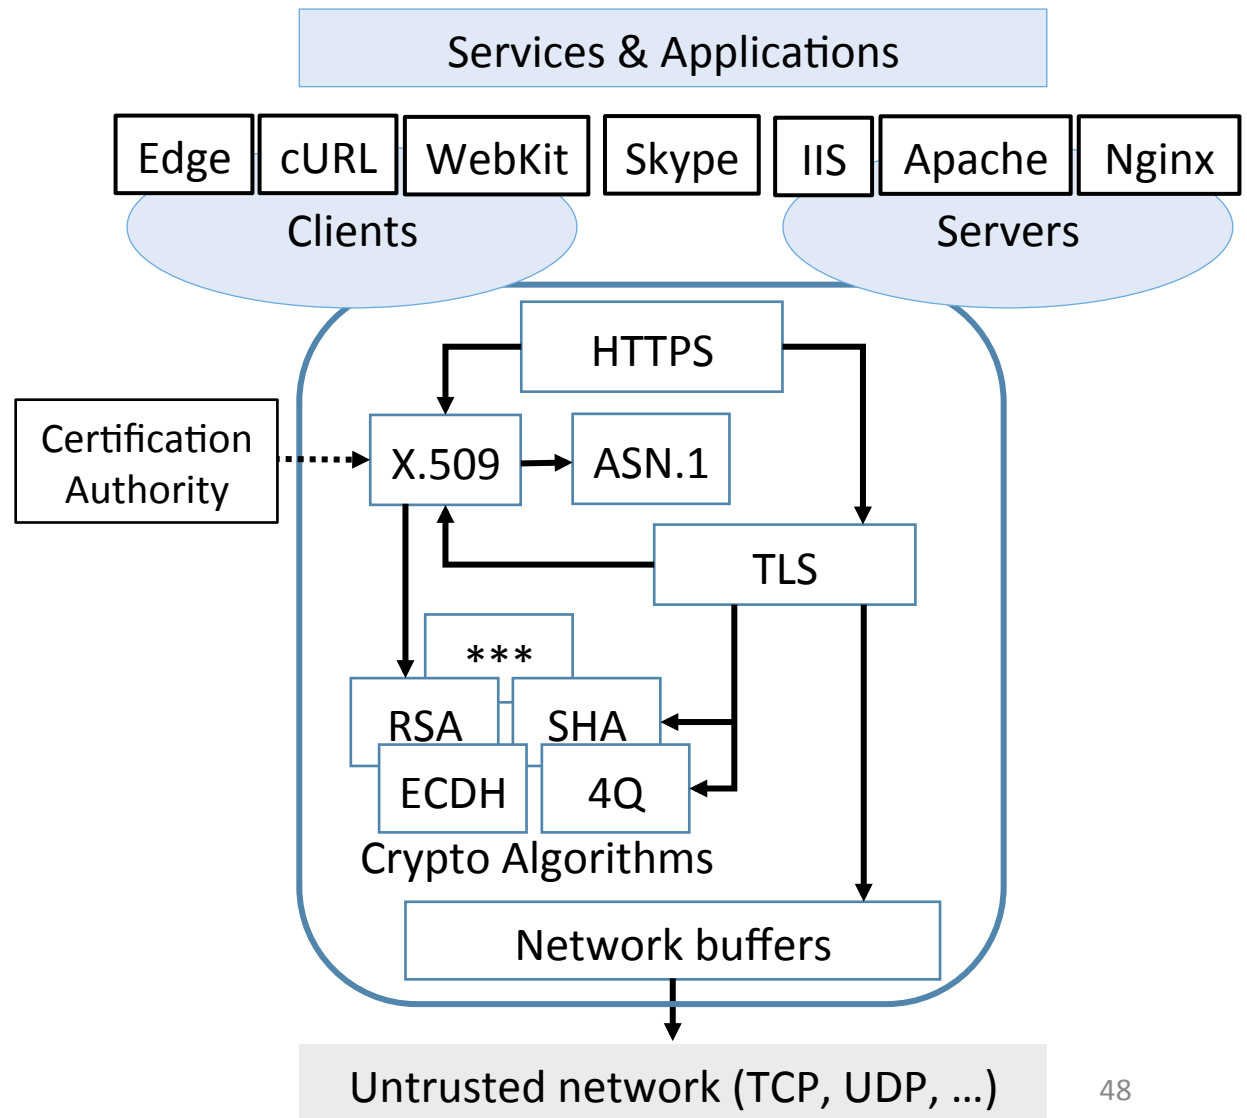 Services & Applications
Edge
cURL
WebKit
Skype
IIS
Apache
Nginx
Clients
Servers
HTTPS
Certification
Authority
X.509
ASN.1
TLS
***
RSA
SHA
ECDH
4Q
Crypto Algorithms
Network buffers
Untrusted network (TCP, UDP, ...)
48